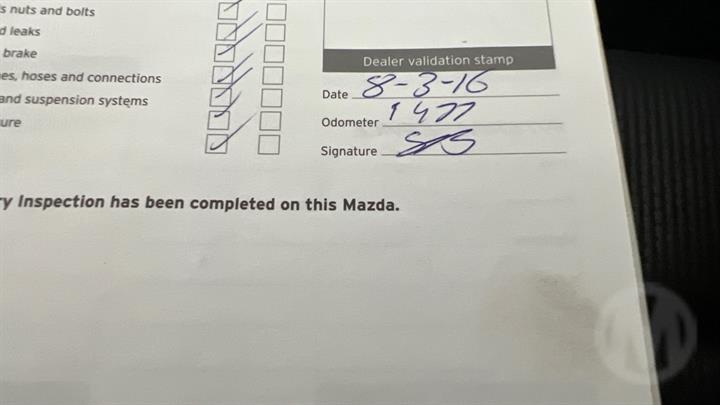 s nuts and bolts
d leaks
brake
es, hoses and connections
and suspension systems
ure
Dealer validation stamp
Date 8-3-16
Odometer 1477
Signature
ry Inspection has been completed on this Mazda.
M